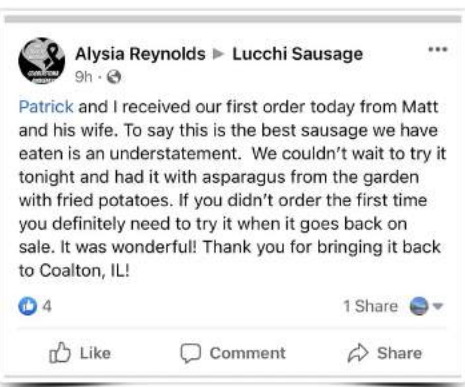 Alysia Reynolds ▶ Lucchi Sausage
9h ·
Patrick and I received our first order today from Matt
and his wife. To say this is the best sausage we have
eaten is an understatement.  We couldn't wait to try it
tonight and had it with asparagus from the garden
with fried potatoes. If you didn't order the first time
you definitely need to try it when it goes back on
sale. It was wonderful! Thank you for bringing it back
to Coalton, IL!
4
1 Share
Like
Comment
Share